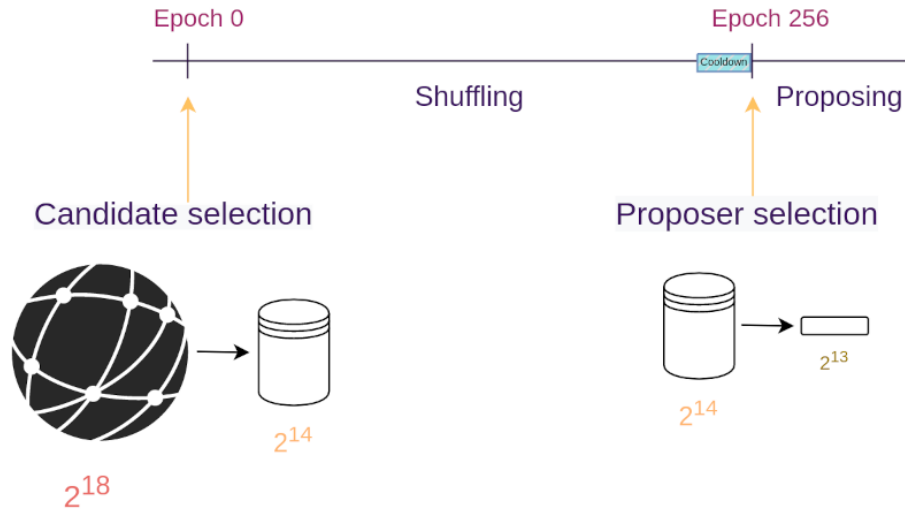 Epoch 0
Epoch 256
Cooldown
Shuffling
Proposing
Candidate selection
Proposer selection
2^14
2^14
2^13
2^18